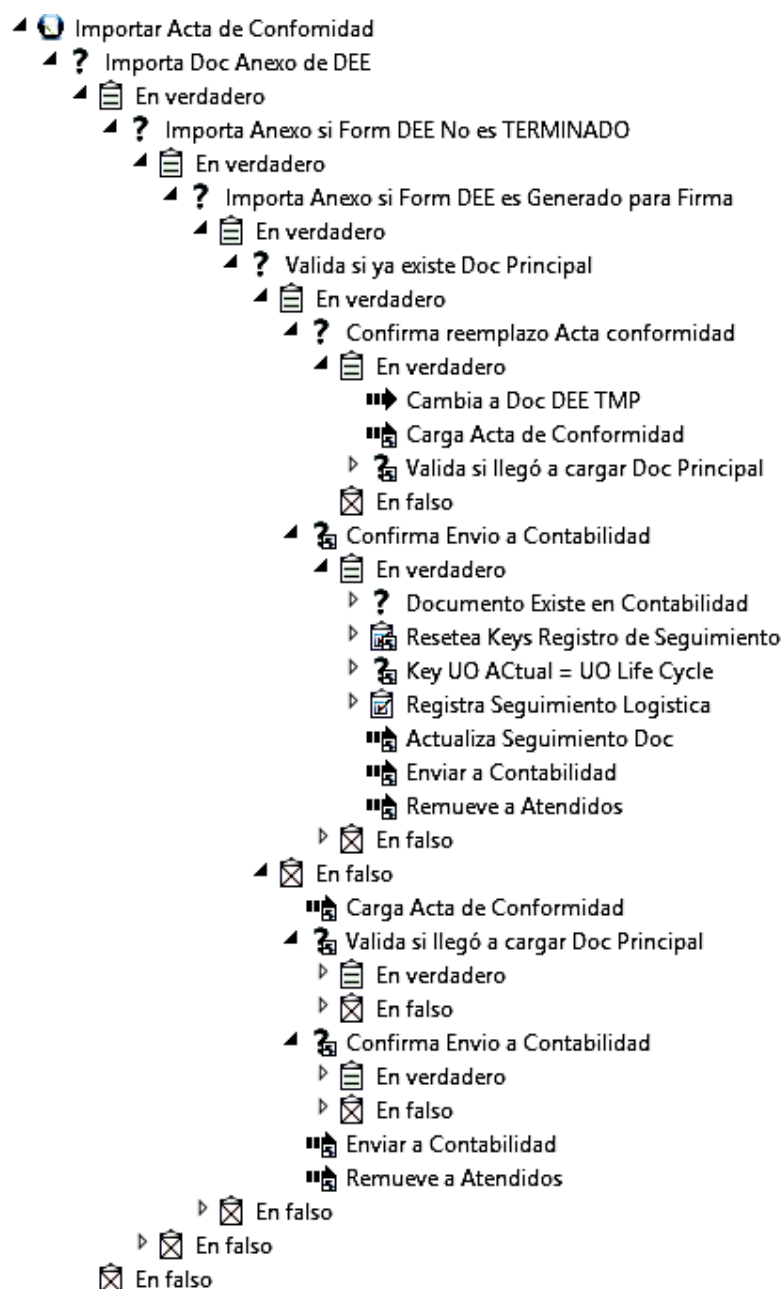 Importar Acta de Confomidad
Importa Doc Anexo de DEE
En verdadero
Importa Anexo si Form DEE No es TERMINADO
En verdadero
Importa Anexo si Form DEE es Generado para Firma
En verdadero
Valida si ya existe Doc Principal
En verdadero
Confirma reemplazo Acta conformidad
En verdadero
Cambia a Doc DEE TMP
Carga Acta de Conformidad
Valida si llegó a cargar Doc Principal
En falso
Confirma Envio a Contabilidad
En verdadero
Documento Existe en Contabilidad
Resetea Keys Registro de Seguimiento
Key UO ACtual = UO Life Cycle
Registra Seguimiento Logistica
Actualiza Seguimiento Doc
Enviar a Contabilidad
Remueve a Atendidos
En falso
En falso
Carga Acta de Conformidad
Valida si llegó a cargar Doc Principal
En verdadero
En falso
Confirma Envio a Contabilidad
En verdadero
En falso
Enviar a Contabilidad
Remueve a Atendidos
En falso
En falso
En falso